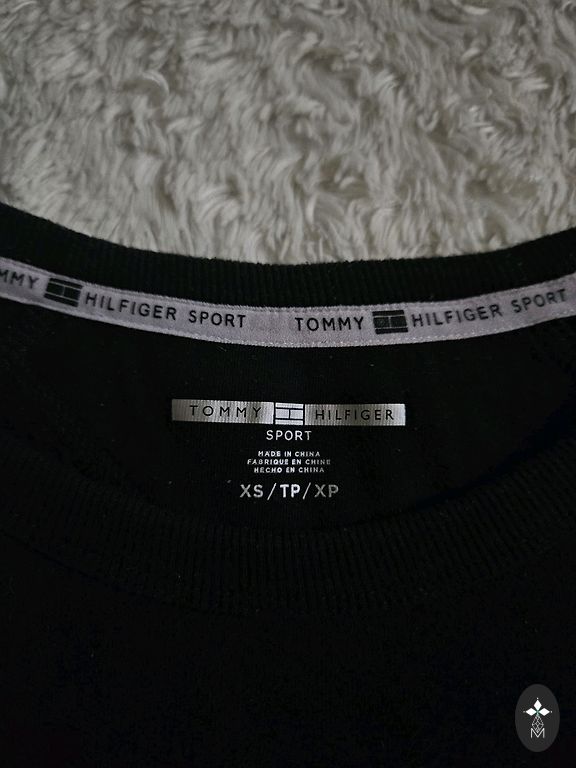 MMY HILFIGER SPORT TOMMY HILFIGER SPORT
TOMMY HILFIGER
SPORT
MADE IN CHINA
FABRIQUE EN CHINE
HECHO EN CHINA
XS/TP/XP
M